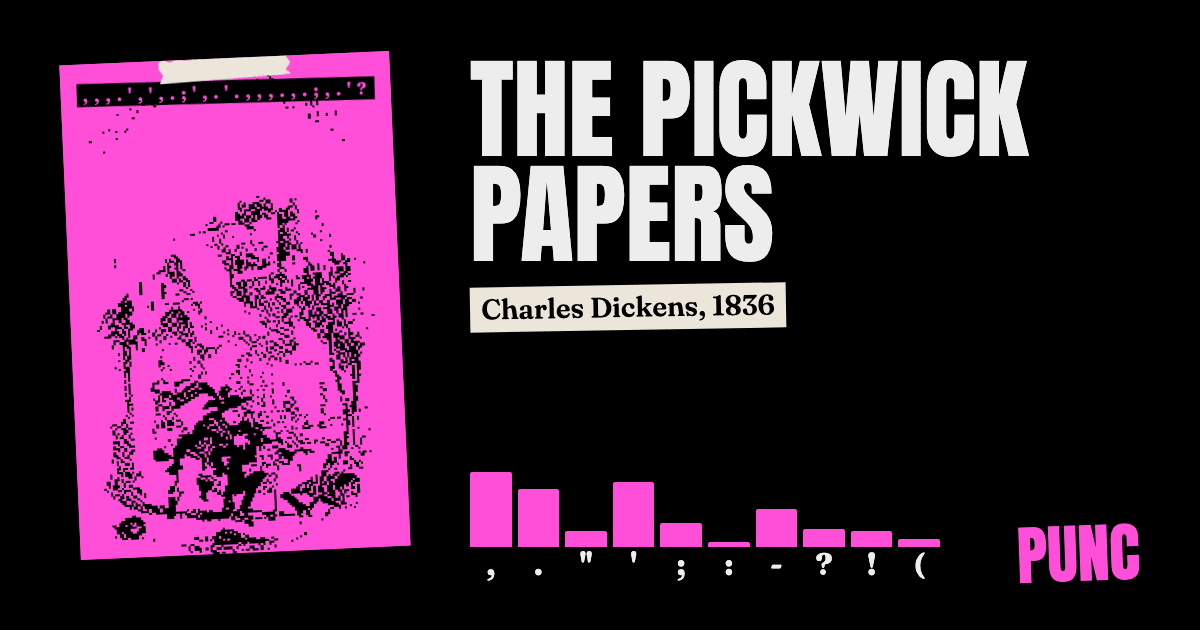 ,,,.',',.;',.'.,,,.,.;,.'?
THE PICKWICK
PAPERS
Charles Dickens, 1836
, . " ' ; : - ? ! (
PUNC